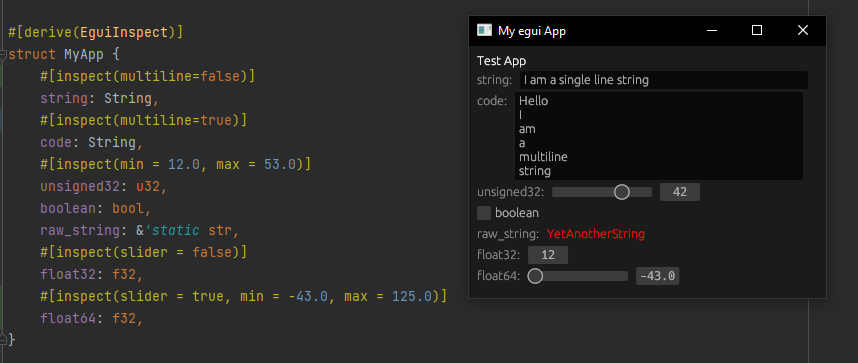 #[derive(EguiInspect)]
struct MyApp {
#[inspect(multiline=false)]
string: String,
#[inspect(multiline=true)]
code: String,
#[inspect(min = 12.0, max = 53.0)]
unsigned32: u32,
boolean: bool,
raw_string: &'static str,
#[inspect(slider = false)]
float32: f32,
#[inspect(slider = true, min = -43.0, max = 125.0)]
float64: f32,
}
My egui App
Test App
string: I am a single line string
code: Hello
I
am
a
multiline
string
unsigned32: 42
boolean
raw_string: YetAnotherString
float32: 12
float64: -43.0